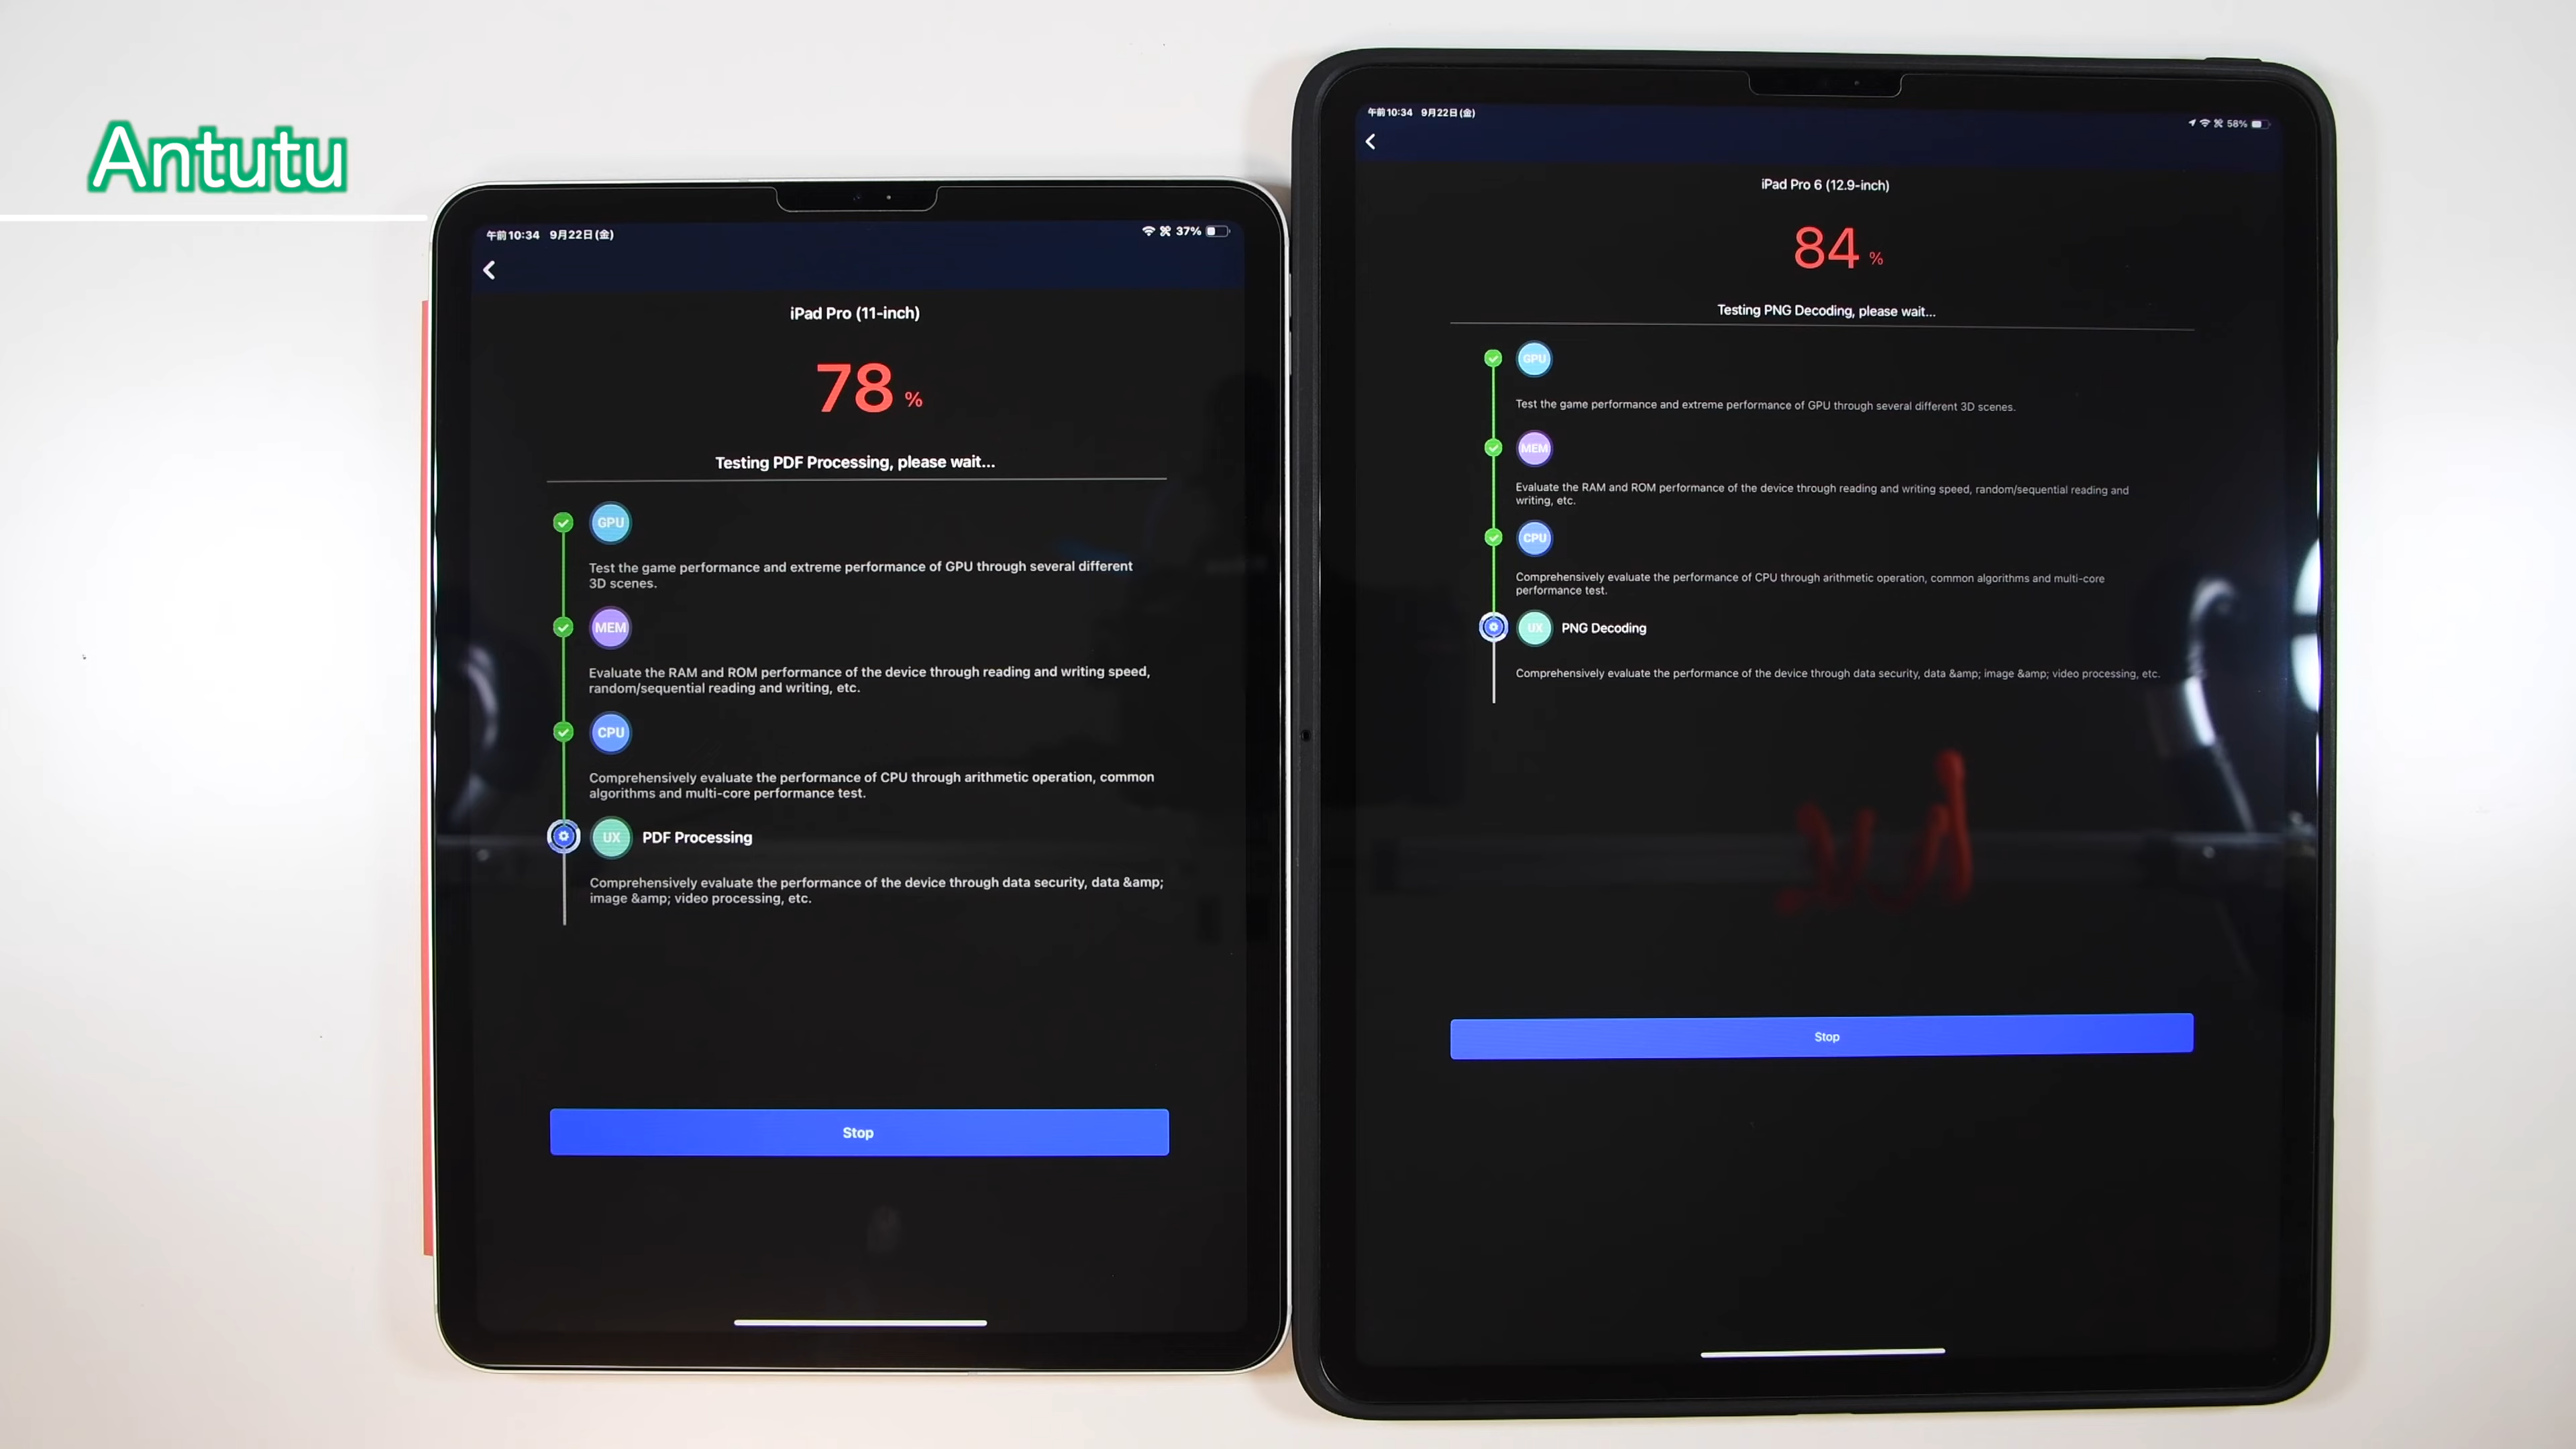 Antutu
午前10:34 9月22日(金)
37%
iPad Pro (11-inch)
78 %
Testing PDF Processing, please wait...
GPU
Test the game performance and extreme performance of GPU through several different
3D scenes.
MEM
Evaluate the RAM and ROM performance of the device through reading and writing speed,
random/sequential reading and writing, etc.
CPU
Comprehensively evaluate the performance of CPU through arithmetic operation, common
algorithms and multi-core performance test.
UX PDF Processing
Comprehensively evaluate the performance of the device through data security, data &amp;
image &amp; video processing, etc.
Stop
午前10:34 9月22日(金)
58%
iPad Pro 6 (12.9-inch)
84 %
Testing PNG Decoding, please wait...
GPU
Test the game performance and extreme performance of GPU through several different 3D scenes.
MEM
Evaluate the RAM and ROM performance of the device through reading and writing speed, random/sequential reading and
writing, etc.
CPU
Comprehensively evaluate the performance of CPU through arithmetic operation, common algorithms and multi-core
performance test.
UX PNG Decoding
Comprehensively evaluate the performance of the device through data security, data &amp; image &amp; video processing, etc.
Stop